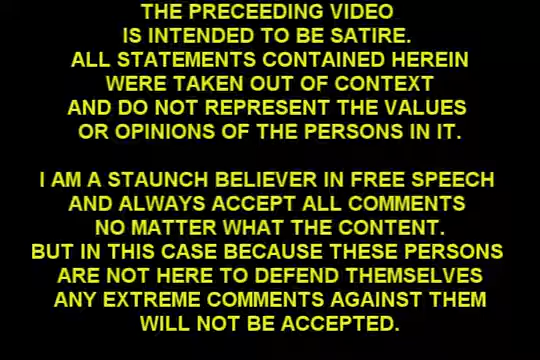 THE PRECEEDING VIDEO
IS INTENDED TO BE SATIRE.
ALL STATEMENTS CONTAINED HEREIN
WERE TAKEN OUT OF CONTEXT
AND DO NOT REPRESENT THE VALUES
OR OPINIONS OF THE PERSONS IN IT.
I AM A STAUNCH BELIEVER IN FREE SPEECH
AND ALWAYS ACCEPT ALL COMMENTS
NO MATTER WHAT THE CONTENT.
BUT IN THIS CASE BECAUSE THESE PERSONS
ARE NOT HERE TO DEFEND THEMSELVES
ANY EXTREME COMMENTS AGAINST THEM
WILL NOT BE ACCEPTED.